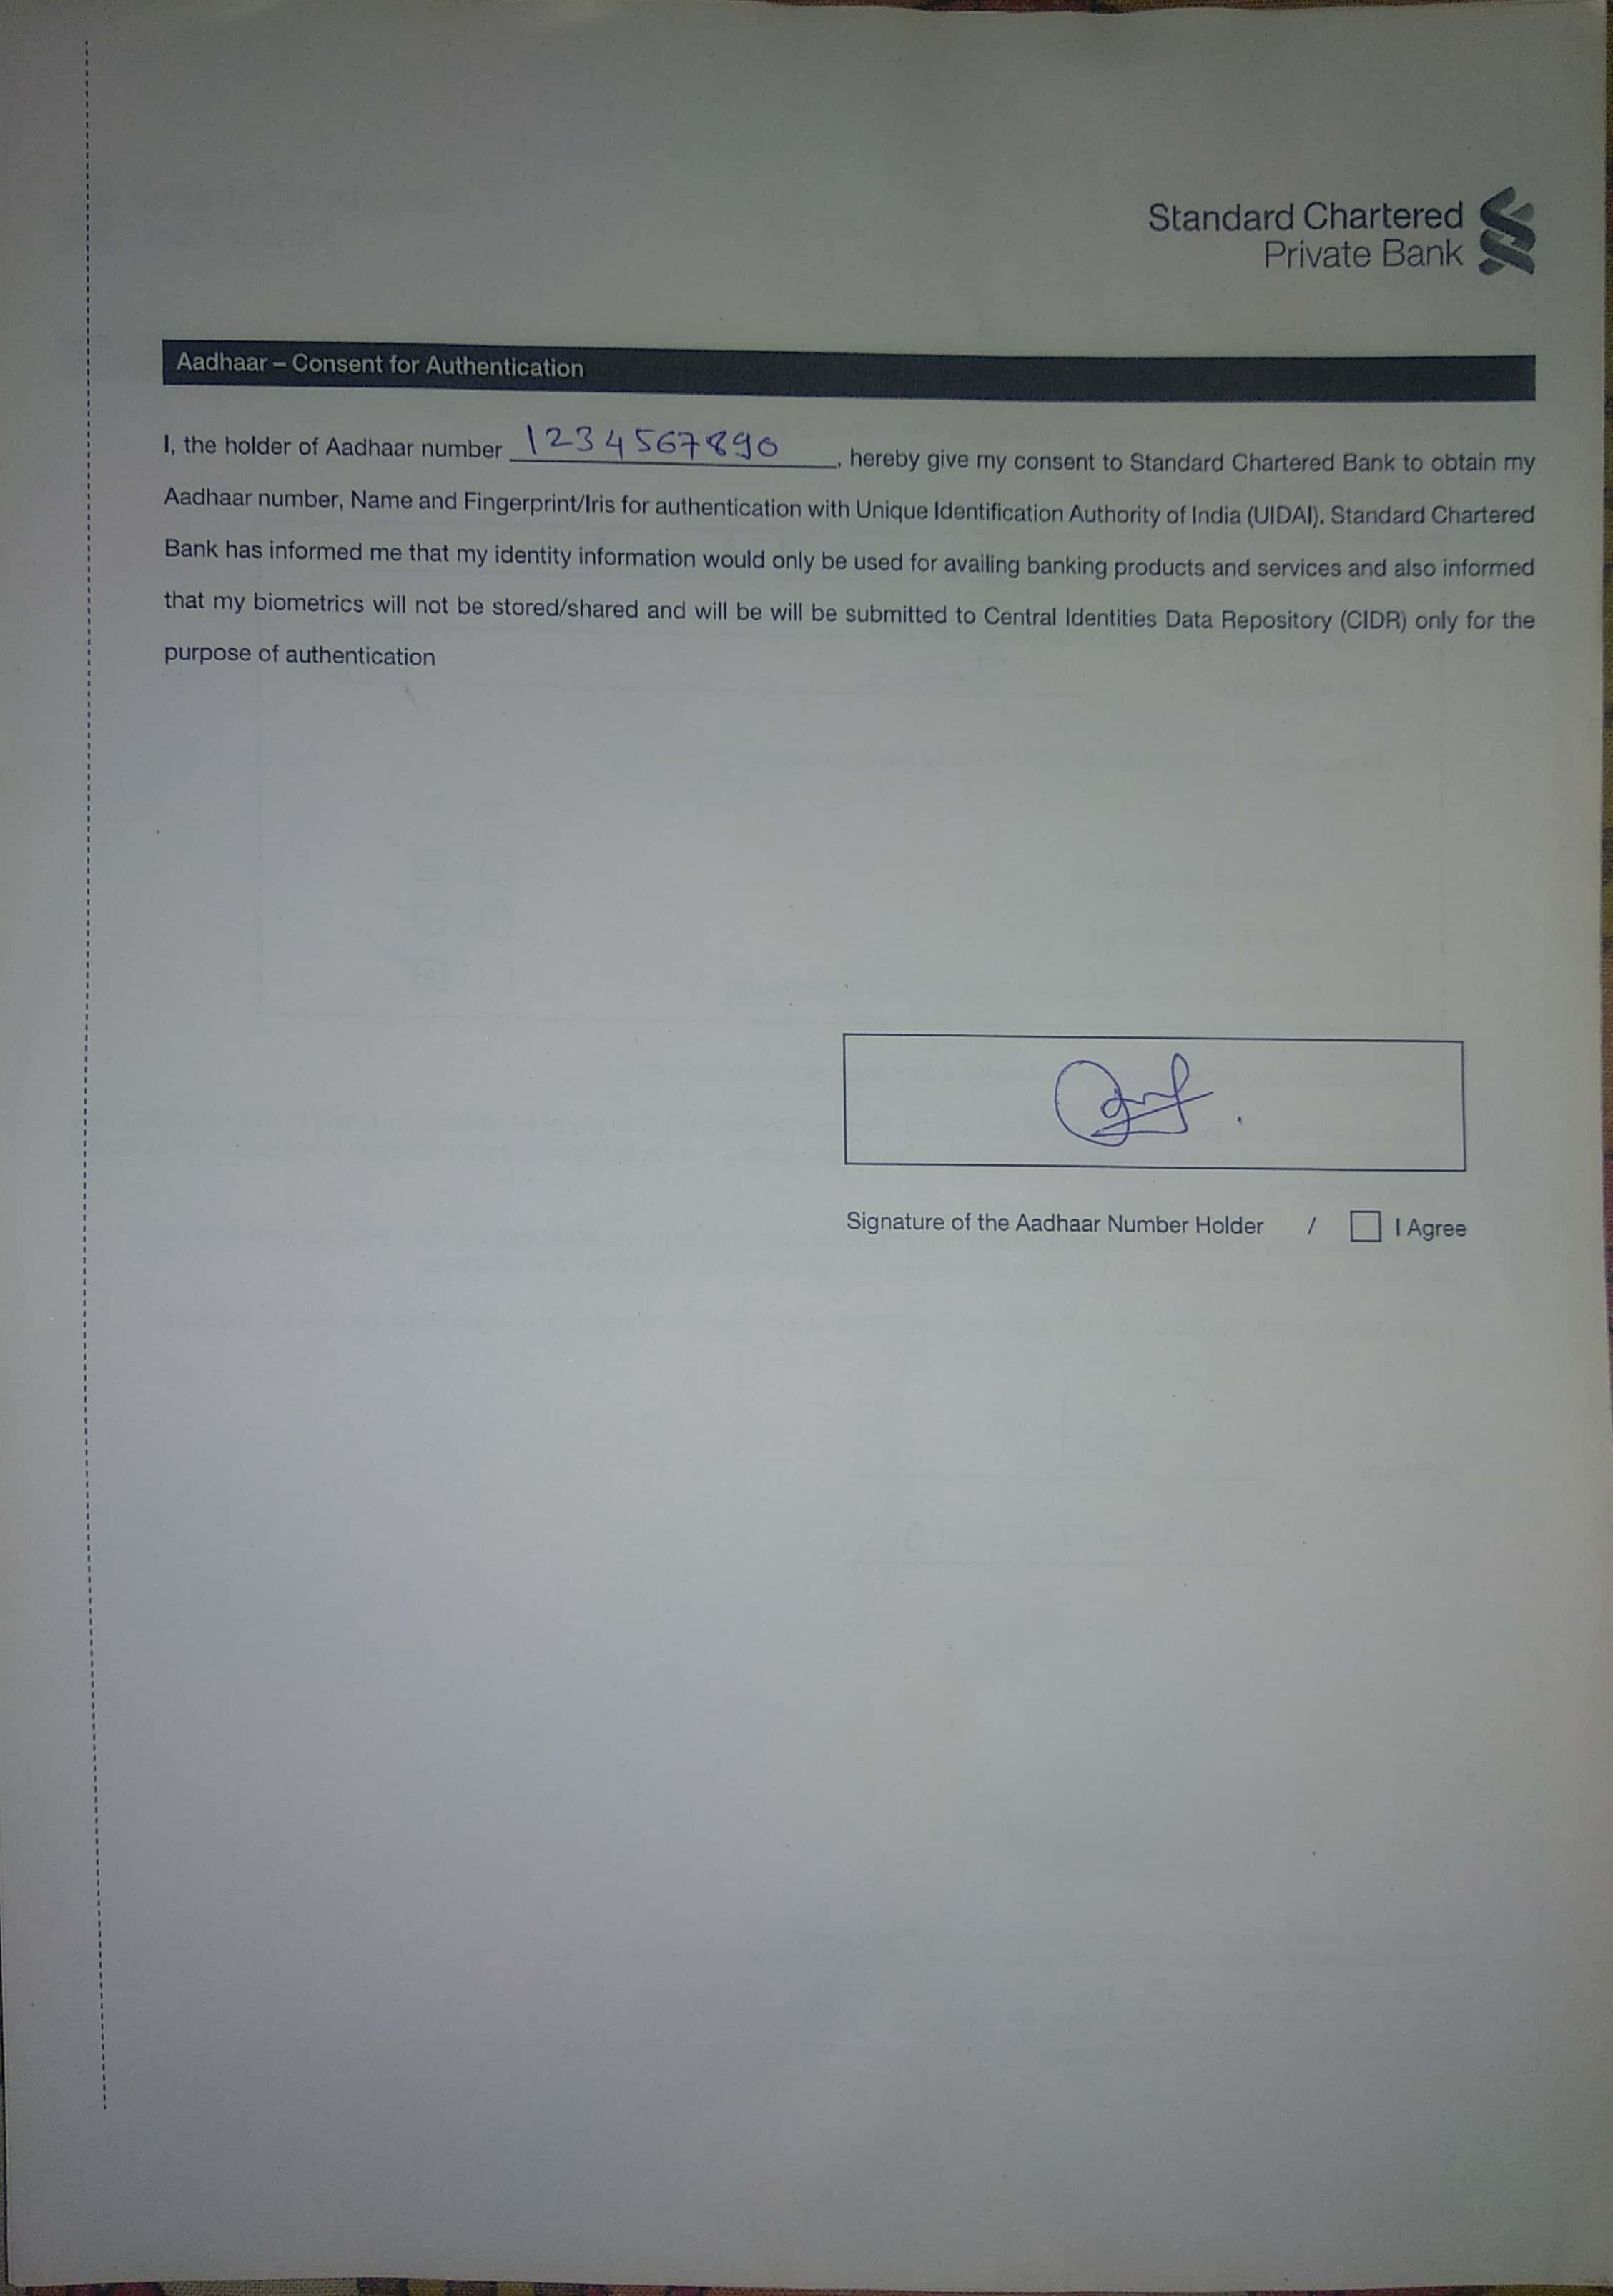 Standard Chartered
Private Bank
Aadhaar – Consent for Authentication
I, the holder of Aadhaar number 1234567890, hereby give my consent to Standard Chartered Bank to obtain my
Aadhaar number, Name and Fingerprint/Iris for authentication with Unique Identification Authority of India (UIDAI). Standard Chartered
Bank has informed me that my identity information would only be used for availing banking products and services and also informed
that my biometrics will not be stored/shared and will be will be submitted to Central Identities Data Repository (CIDR) only for the
purpose of authentication
Signature of the Aadhaar Number Holder / I Agree